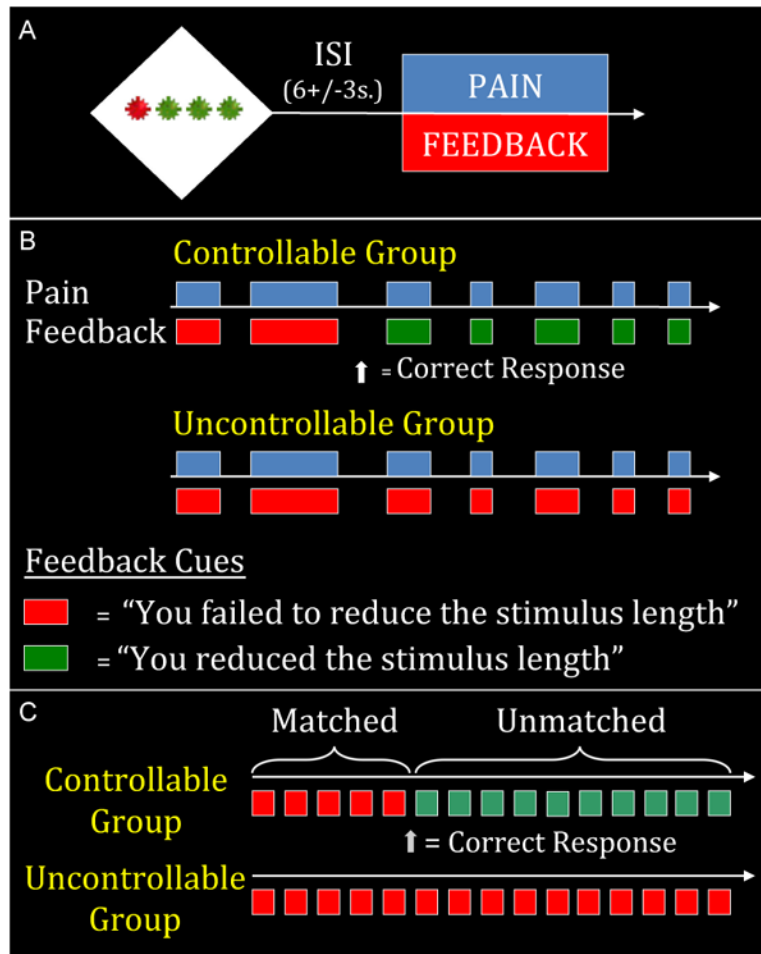 A
ISI
(6+/-3s.)
PAIN
FEEDBACK
B
Controllable Group
Pain
Feedback
= Correct Response
Uncontrollable Group
Feedback Cues
= “You failed to reduce the stimulus length”
= “You reduced the stimulus length”
C
Matched
Unmatched
Controllable
Group
= Correct Response
Uncontrollable
Group